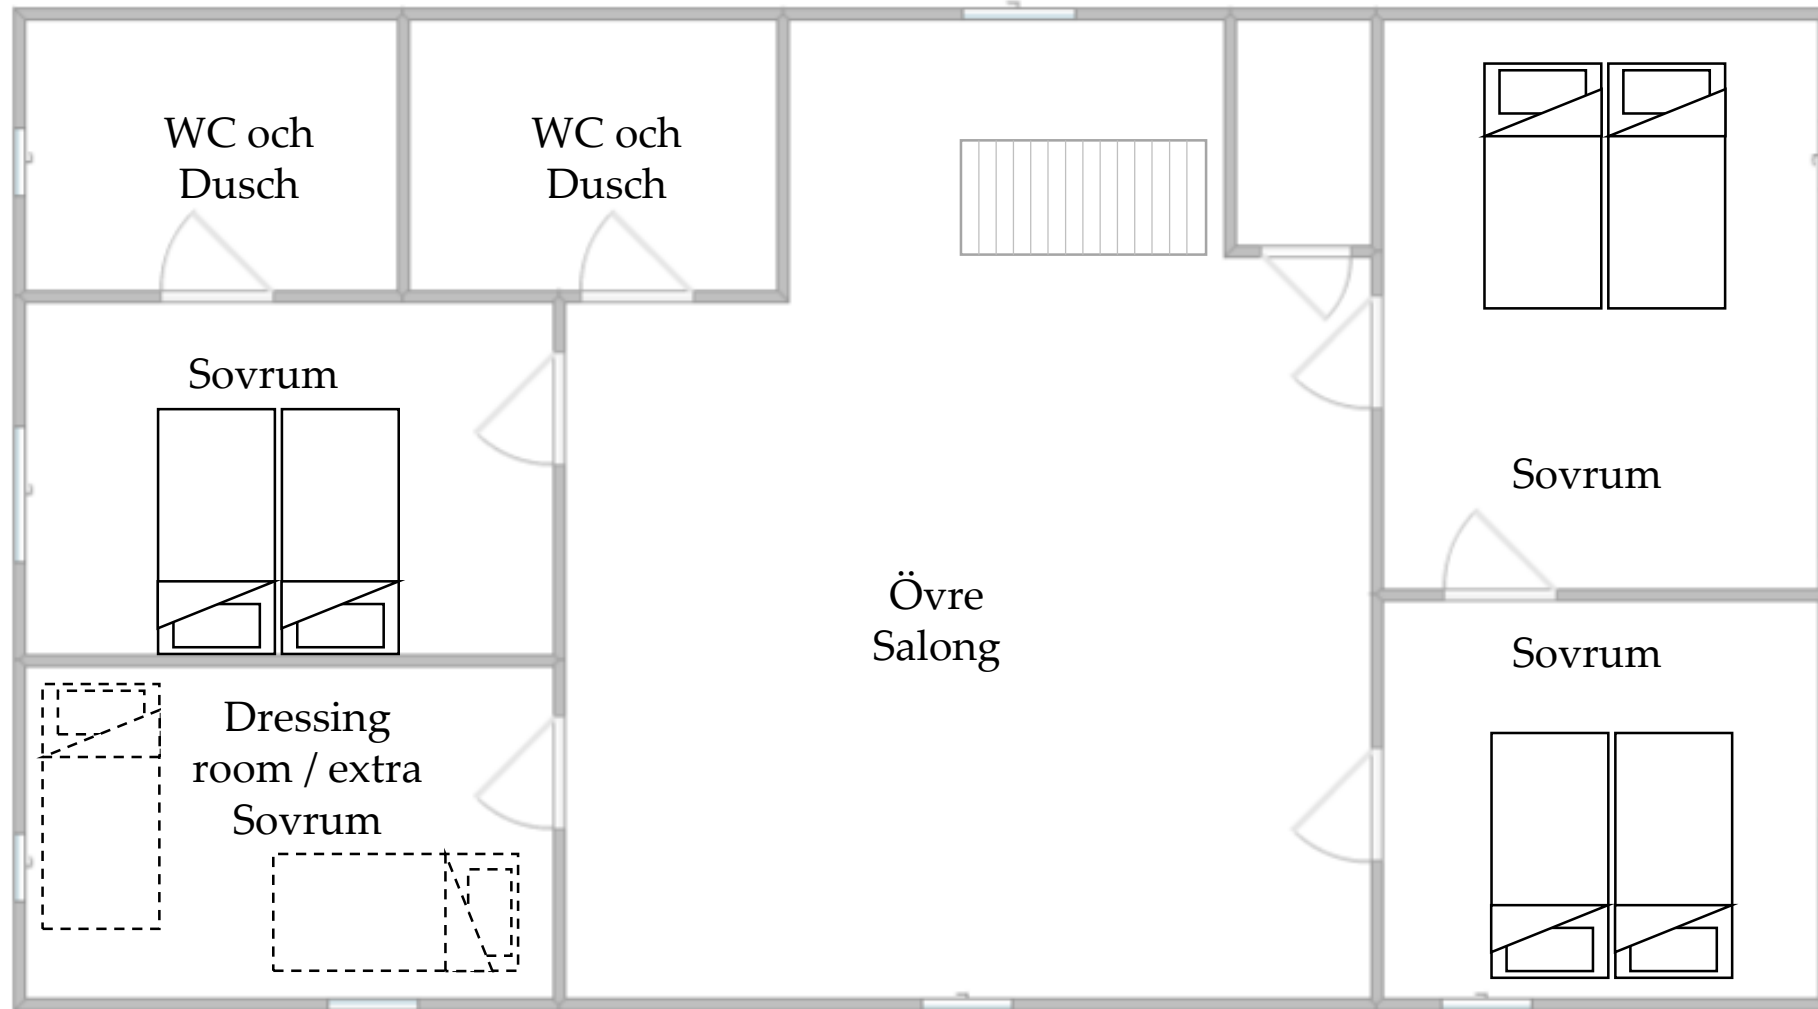 WC och
Dusch
WC och
Dusch
Sovrum
Sovrum
Övre
Salong
Sovrum
Dressing
room / extra
Sovrum